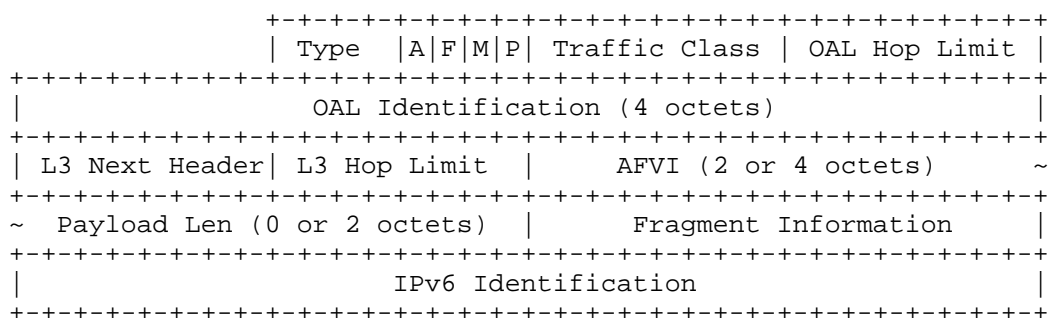 +-+-+-+-+-+-+-+-+-+-+-+-+-+-+-+-+-+-+-+-+-+-+-+-+
| Type  |A|F|M|P| Traffic Class | OAL Hop Limit |
+-+-+-+-+-+-+-+-+-+-+-+-+-+-+-+-+-+-+-+-+-+-+-+-+-+-+-+-+-+-+-+-+
|                  OAL Identification (4 octets)                |
+-+-+-+-+-+-+-+-+-+-+-+-+-+-+-+-+-+-+-+-+-+-+-+-+-+-+-+-+-+-+-+-+
| L3 Next Header| L3 Hop Limit  |     AFVI (2 or 4 octets)      ~
+-+-+-+-+-+-+-+-+-+-+-+-+-+-+-+-+-+-+-+-+-+-+-+-+-+-+-+-+-+-+-+-+
~  Payload Len (0 or 2 octets) |      Fragment Information     |
+-+-+-+-+-+-+-+-+-+-+-+-+-+-+-+-+-+-+-+-+-+-+-+-+-+-+-+-+-+-+-+-+
|                       IPv6 Identification                     |
+-+-+-+-+-+-+-+-+-+-+-+-+-+-+-+-+-+-+-+-+-+-+-+-+-+-+-+-+-+-+-+-+